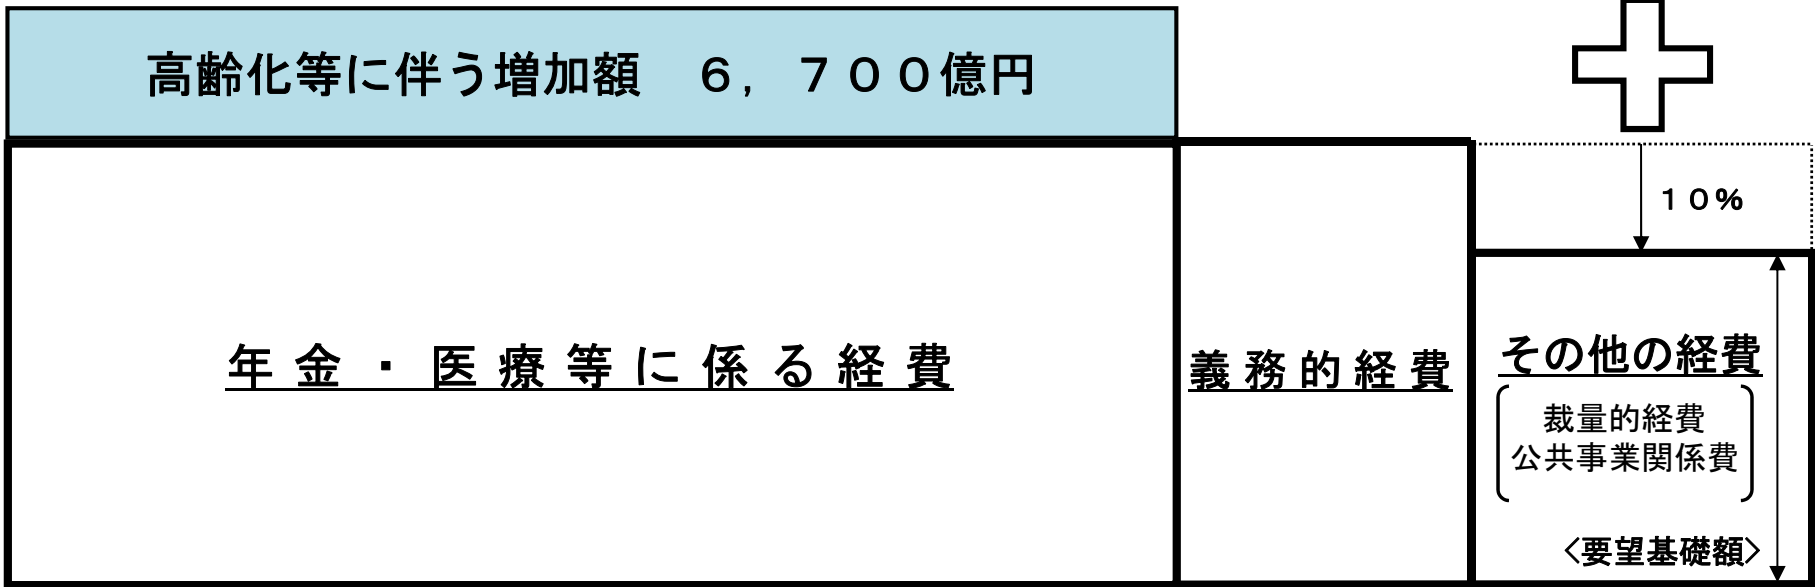 高齢化等に伴う増加額　６，７００億円
１０％
年金・医療等に係る経費
義務的経費
その他の経費
裁量的経費
公共事業関係費
<要望基礎額>